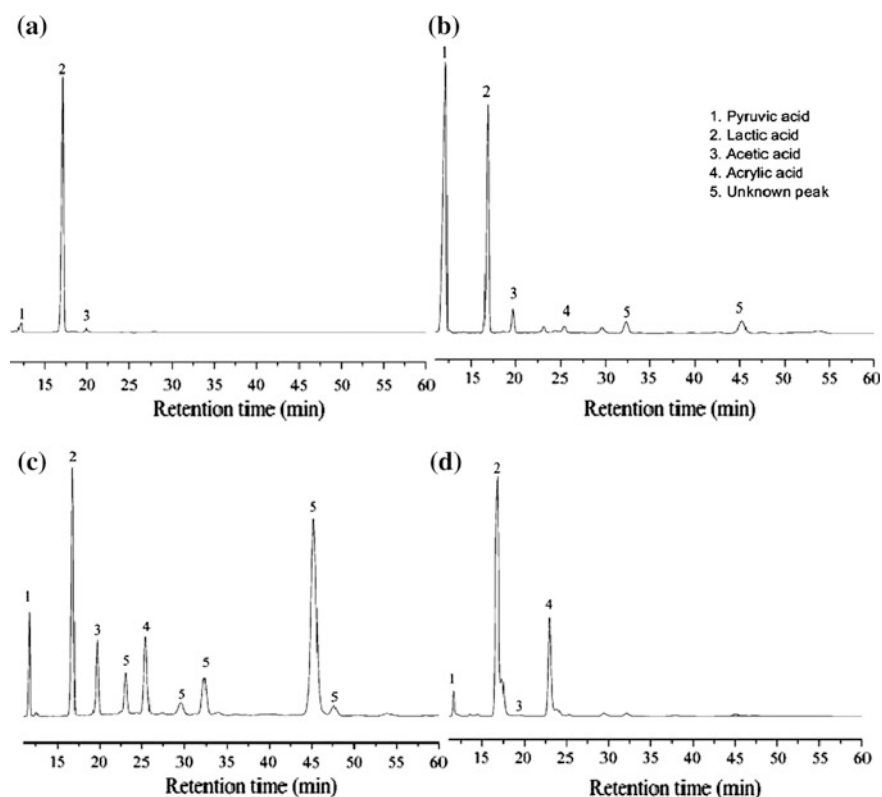 (a)
2
1
3
15 20 25 30 35 40 45 50 55 60
Retention time (min)
(b)
1
2
3
4
5
5
1. Pyruvic acid
2. Lactic acid
3. Acetic acid
4. Acrylic acid
5. Unknown peak
15 20 25 30 35 40 45 55 60
Retention time (min)
(c)
2
5
1
3
5
4
5
5
5
15 20 25 30 35 40 45 50 55 60
Retention time (min)
(d)
2
4
1
3
15 20 25 30 35 40 45 50 55 60
Retention time (min)